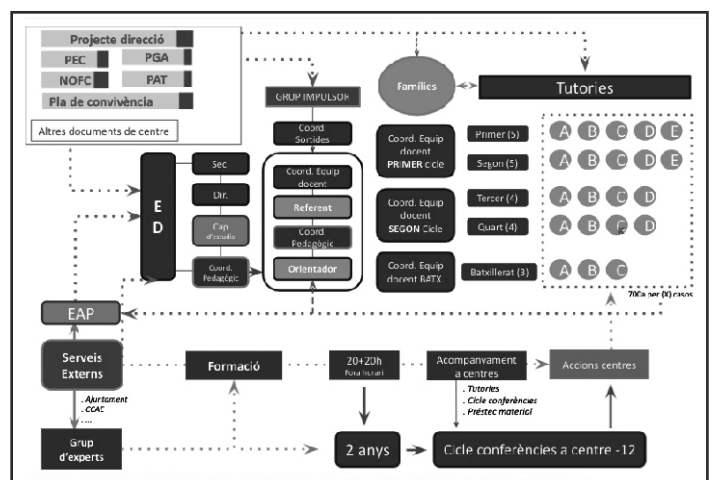 Projecte direcció
PEC
PGA
NOFC
PAT
Pla de convivència
Altres documents de centre
GRUP IMPULSOR
Coord.
Sortides
Famílies
Tutories
Coord. Equip
docent
PRIMER cicle
Primer (5)
A B C D E
Segon (5)
A B C D E
Coord. Equip
docent
SEGON Cicle
Tercer (4)
A B C D
Quart (4)
A B C D
Coord. Equip
docent BATX.
Batxillerat (3)
A B C
E
D
Sec
Dir.
Cap
d'estudis
Coord.
Pedagògic
Coord. Equip
docent
Referent
Coord.
Pedagògic
Orientador
per (X) casos
EAP
Serveis
Externs
. Ajuntament
. CCAE
. ...
Grup
d'experts
Formació
20+20h
Fora horari
2 anys
Acompanyament
a centres
. Tutories
. Cicle conferències
. Préstec material
Accions centres
Cicle conferències a centre -12